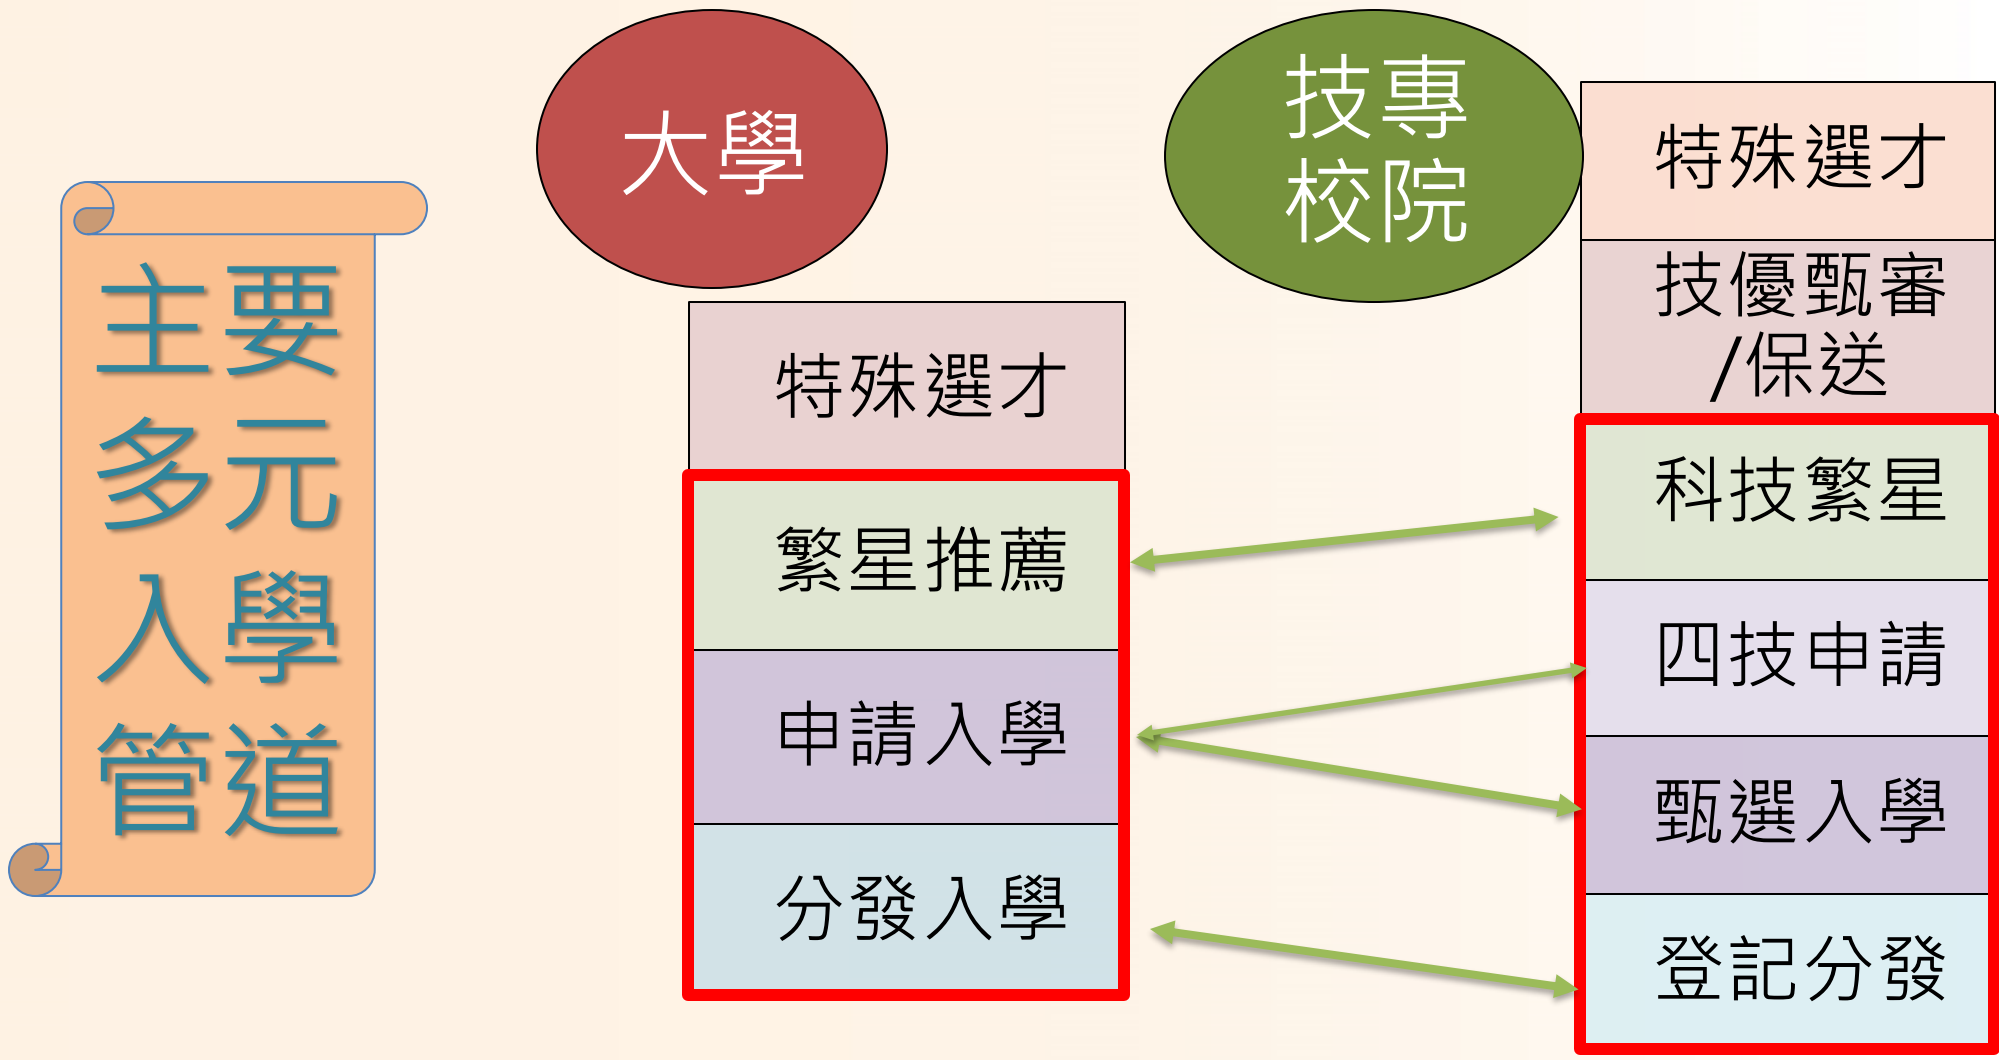 主要
多元
入學
管道
大學
特殊選才
繁星推薦
申請入學
分發入學
技專
校院
特殊選才
技優甄審
/保送
科技繁星
四技申請
甄選入學
登記分發